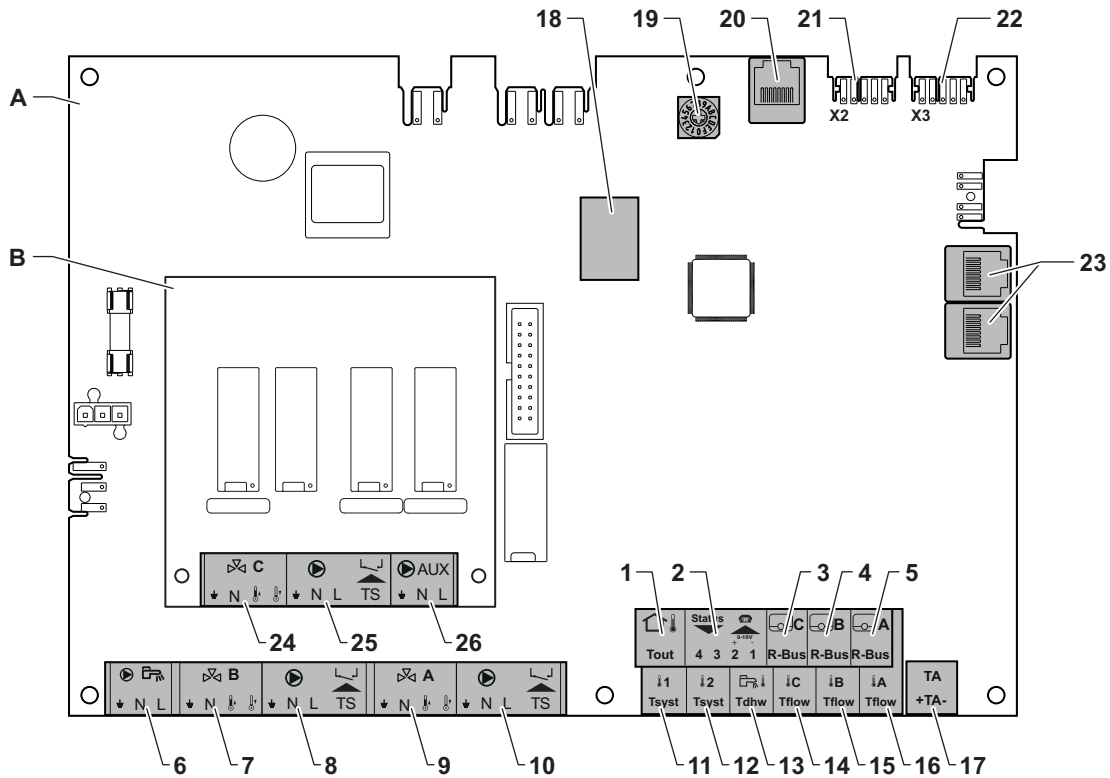 18 19 20 21 22
A
X2 X3
B
23
1 2 3 4 5
C AUX
N N L TS N L
24 25 26
Status C B A
0-10V
+ -
Tout 4 3 2 1 R-Bus R-Bus R-Bus
1 2 C B A TA
Tsyst Tsyst Tdhw Tflow Tflow Tflow +TA-
B A
N L N N L TS N N L TS
6 7 8 9 10
11 12 13 14 15 16 17